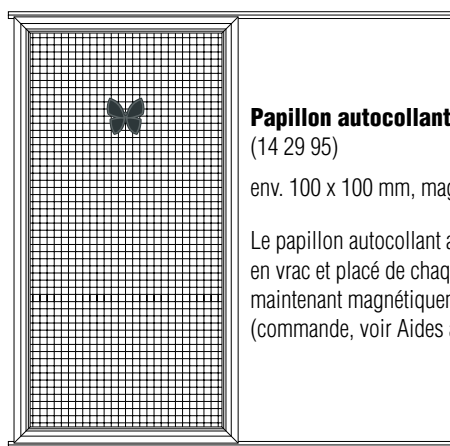 Papillon autocollant
(14 29 95)
env. 100 x 100 mm,
Le papillon autocollant
en vrac et placé de
maintenant
(commande, voir Aides